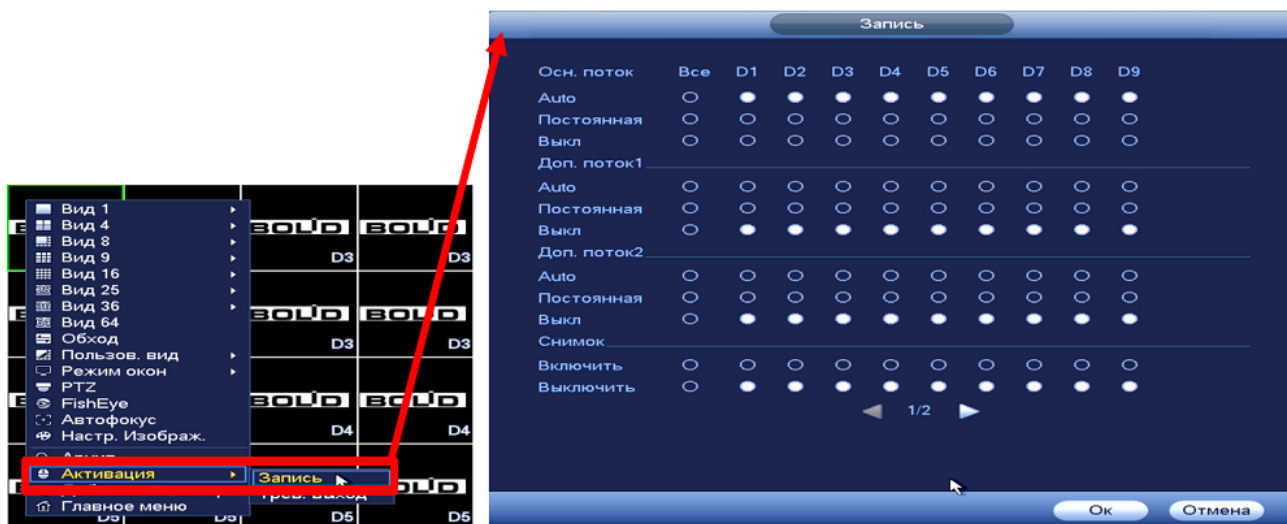 Запись
Осн. поток Все D1 D2 D3 D4 D5 D6 D7 D8 D9
Auto
Постоянная
Выкл
Доп. поток1
Auto
Постоянная
Выкл
Доп. поток2
Auto
Постоянная
Выкл
Снимок
Включить
Выключить
1/2
Ок Отмена
Вид 1
Вид 4
Вид 8
Вид 9
Вид 16
Вид 25
Вид 36
Вид 64
Обход
Пользов. вид
Режим окон
PTZ
FishEye
Автофокус
Настр. Изображ.
Активация
Запись
Главное меню
BOLID BOLID
D3 D3
BOLID BOLID
D3 D3
BOLID BOLID
D4 D4
D5 D5 D5 D5